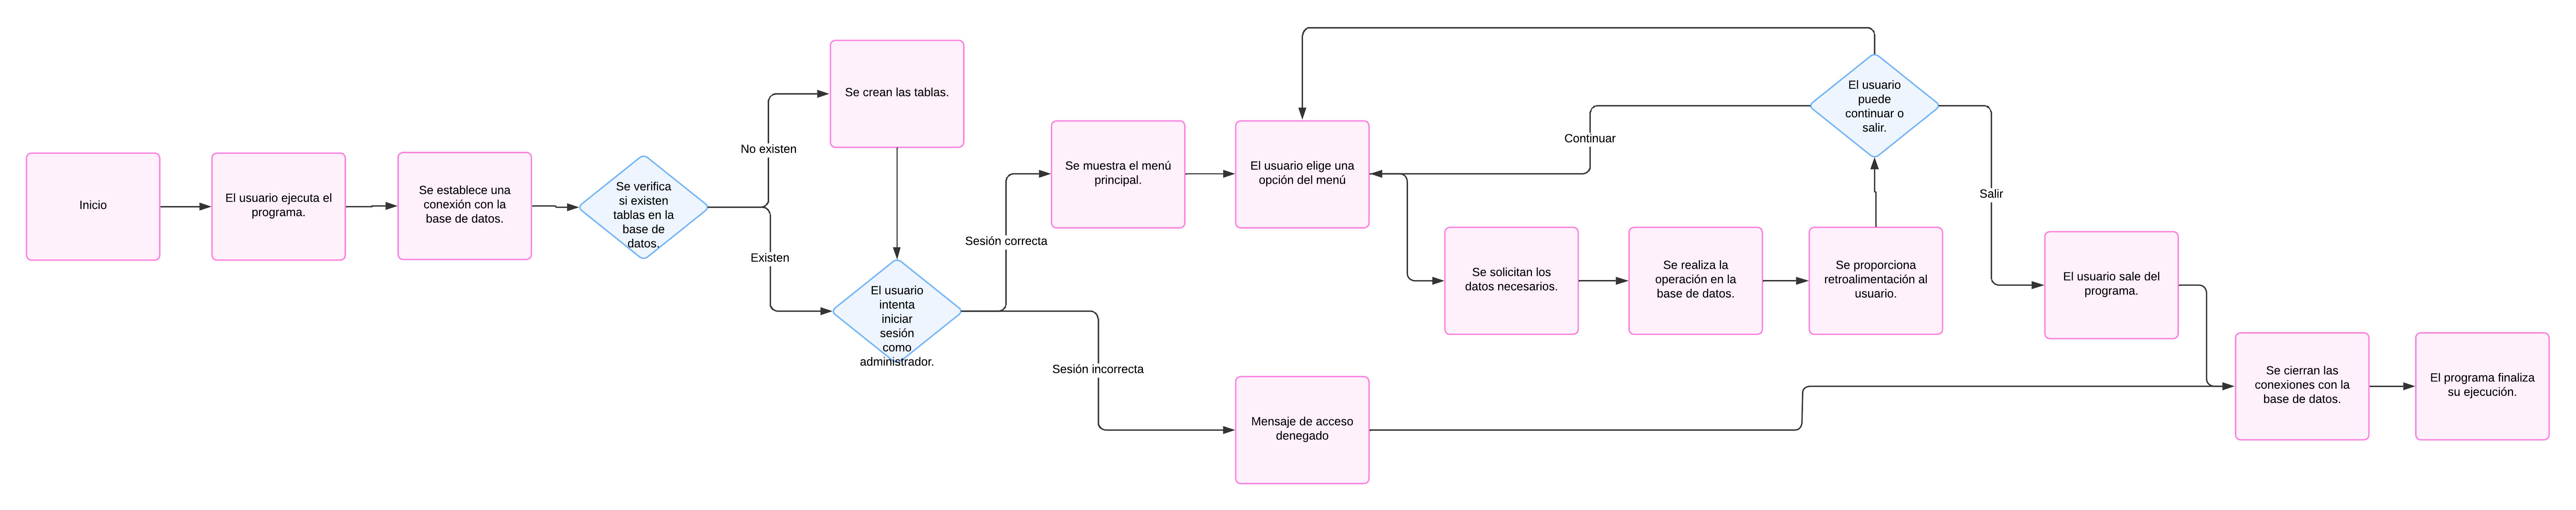 Inicio
El usuario ejecuta el
programa.
Se establece una
conexión con la
base de datos.
Se verifica
si existen
tablas en la
base de
datos.
No existen
Existen
Se crean las tablas.
El usuario
intenta
iniciar
sesión
como
administrador.
Sesión correcta
Sesión incorrecta
Se muestra el menú
principal.
El usuario elige una
opción del menú
Mensaje de acceso
denegado
Se solicitan los
datos necesarios.
Se realiza la
operación en la
base de datos.
Se proporciona
retroalimentación al
usuario.
El usuario
puede
continuar o
salir.
Continuar
Salir
El usuario sale del
programa.
Se cierran las
conexiones con la
base de datos.
El programa finaliza
su ejecución.